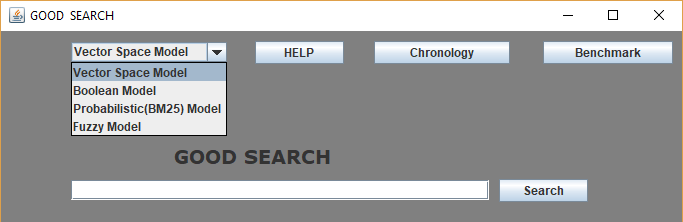 GOOD SEARCH
Vector Space Model HELP Chronology Benchmark
Vector Space Model
Boolean Model
Probabilistic(BM25) Model
Fuzzy Model
GOOD SEARCH
Search